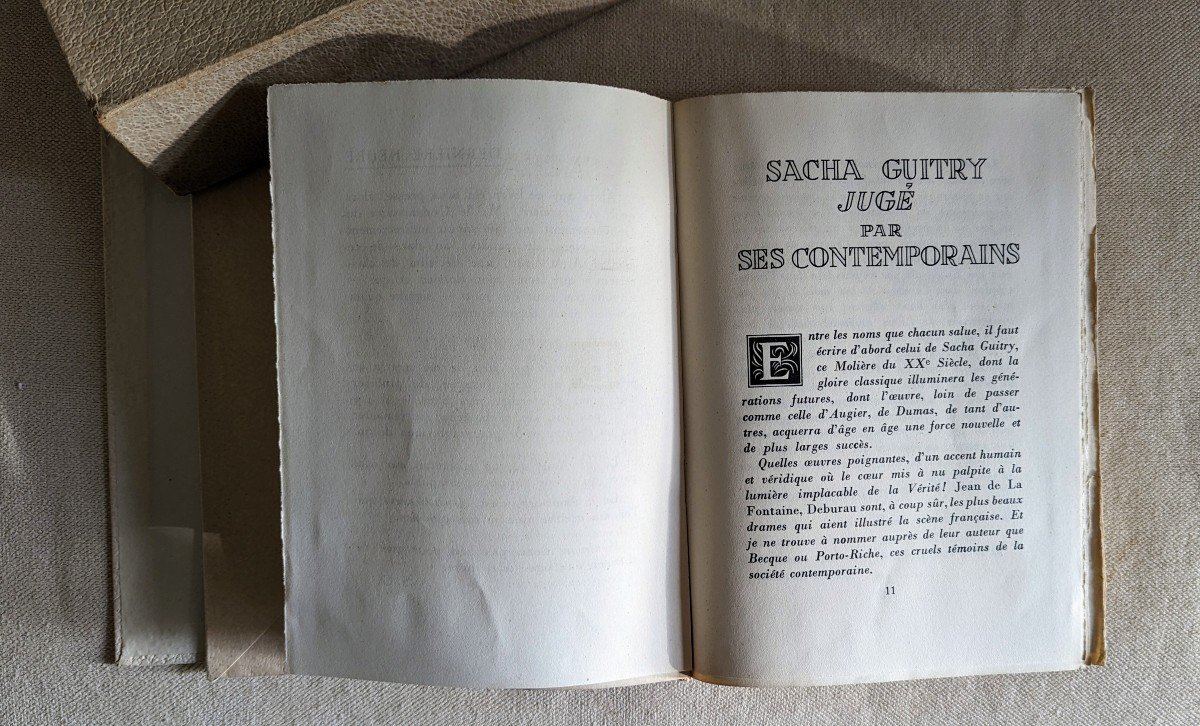 SACHA GUITRY
JUGÉ
PAR
SES CONTEMPORAINS
Entre les noms que chacun salue, il faut
écrire d'abord celui de Sacha Guitry,
ce Molière du XXe Siècle, dont la
gloire classique illuminera les géné-
rations futures, dont l'œuvre, loin de passer
comme celle d'Augier, de Dumas, de tant d'au-
tres, acquerra d'âge en âge une force nouvelle et
de plus larges succès.
Quelles œuvres poignantes, d'un accent humain
et véridique où le cœur mis à nu palpite à la
lumière implacable de la Vérité! Jean de La
Fontaine, Deburau sont, à coup sûr, les plus beaux
drames qui aient illustré la scène française. Et
je ne trouve à nommer auprès de leur auteur que
Becque ou Porto-Riche, ces cruels témoins de la
société contemporaine.
11